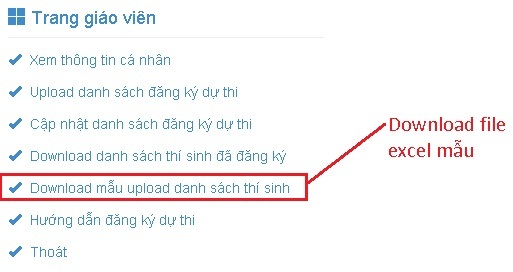 Trang giáo viên
Xem thông tin cá nhân
Upload danh sách đăng ký dự thi
Cập nhật danh sách đăng ký dự thi
Download danh sách thí sinh đã đăng ký
Download mẫu upload danh sách thí sinh
Hướng dẫn đăng ký dự thi
Thoát
Download file
excel mẫu